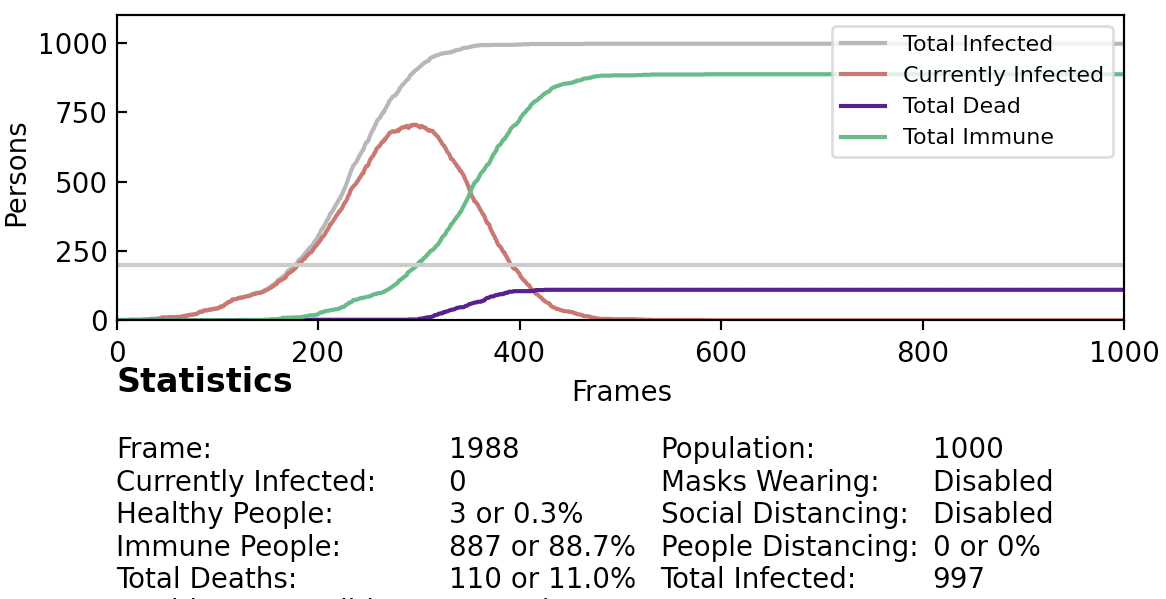 1000
750
500
250
0
Persons
Total Infected
Currently Infected
Total Dead
Total Immune
0 200 400 600 800 1000
Frames
Statistics
Frame: 1988 Population: 1000
Currently Infected: 0 Masks Wearing: Disabled
Healthy People: 3 or 0.3% Social Distancing: Disabled
Immune People: 887 or 88.7% People Distancing: 0 or 0%
Total Deaths: 110 or 11.0% Total Infected: 997